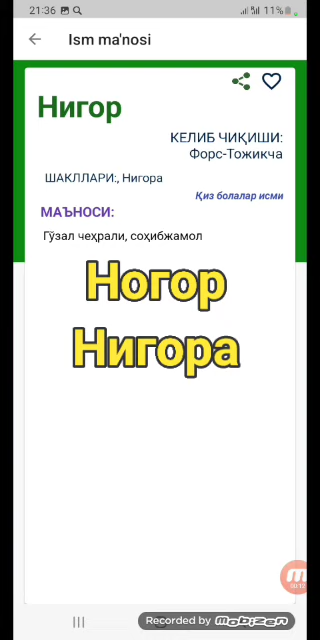 21:36
11%
Ism ma'nosi
Нигор
КЕЛИБ ЧИҚИШИ:
Форс-Тожикча
ШАКЛЛАРИ:, Нигора
Қиз болалар исми
МАЪНОСИ:
Гўзал чеҳрали, соҳибжамол
Ногор
Нигора
Recorded by mobizen